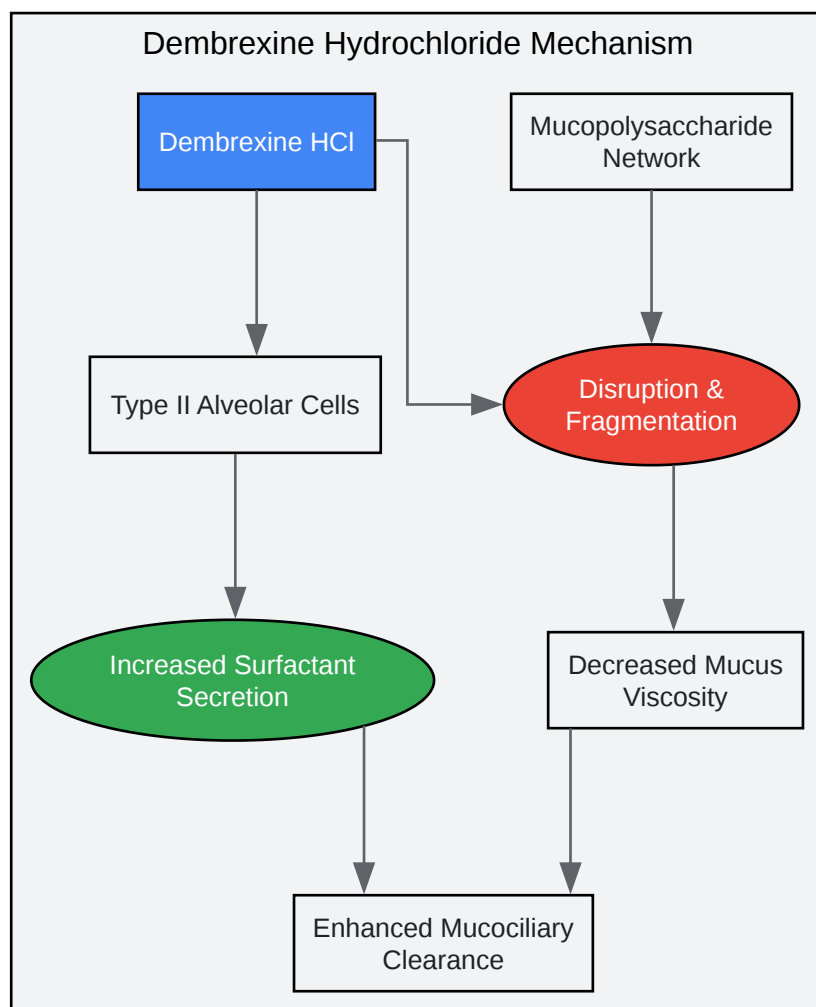 Dembrexine Hydrochloride Mechanism
Dembrexine HCl
Mucopolysaccharide
Network
Type II Alveolar Cells
Disruption &
Fragmentation
Increased Surfactant
Secretion
Decreased Mucus
Viscosity
Enhanced Mucociliary
Clearance